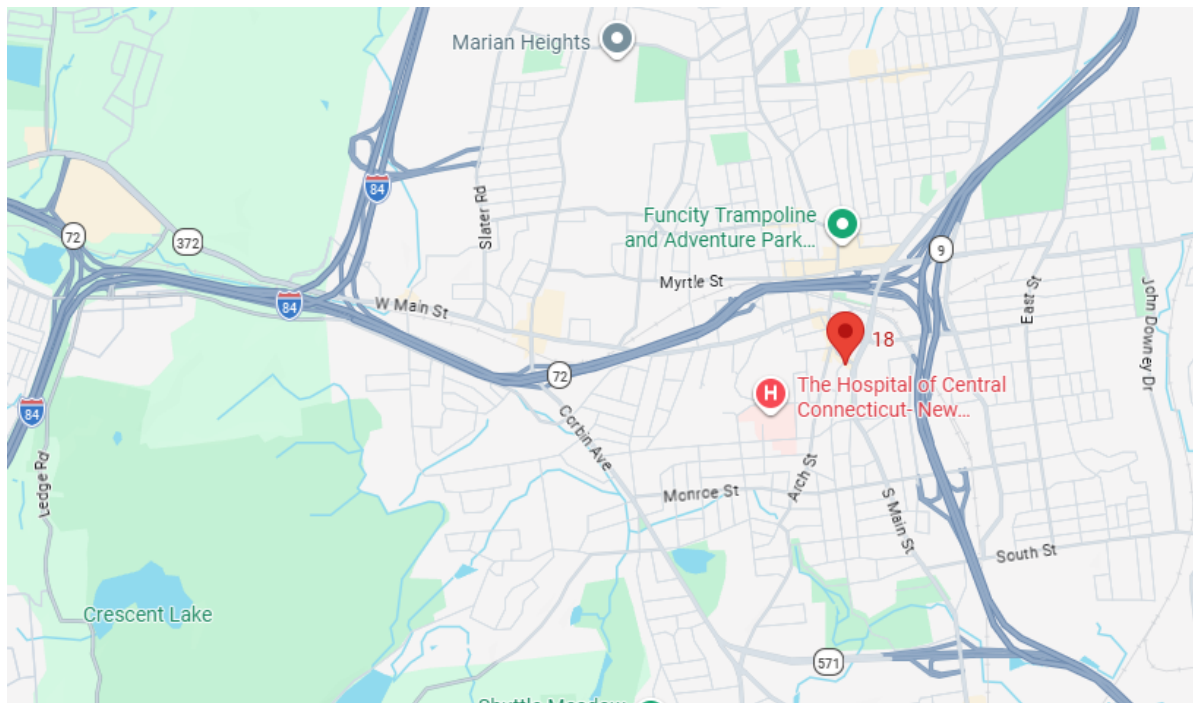 Marian Heights
84
Slater Rd
Funcity Trampoline
and Adventure Park...
72
372
9
Myrtle St
East St
John Downey Dr
84
W Main St
18
72
The Hospital of Central
Connecticut- New...
H
84
Corbin Ave
Ledge Rd
Arch St
Monroe St
S Main St
South St
Crescent Lake
571
Shuttle Meadow